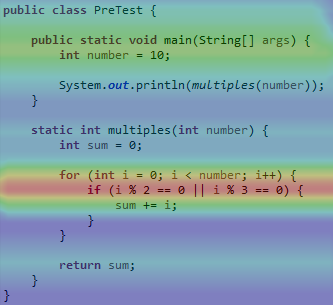 public class PreTest {
    public static void main(String[] args) {
        int number = 10;
        System.out.println(multiples(number));
    }
    static int multiples(int number) {
        int sum = 0;
        for (int i = 0; i < number; i++) {
            if (i % 2 == 0 || i % 3 == 0) {
                sum += i;
            }
        }
        return sum;
    }
}